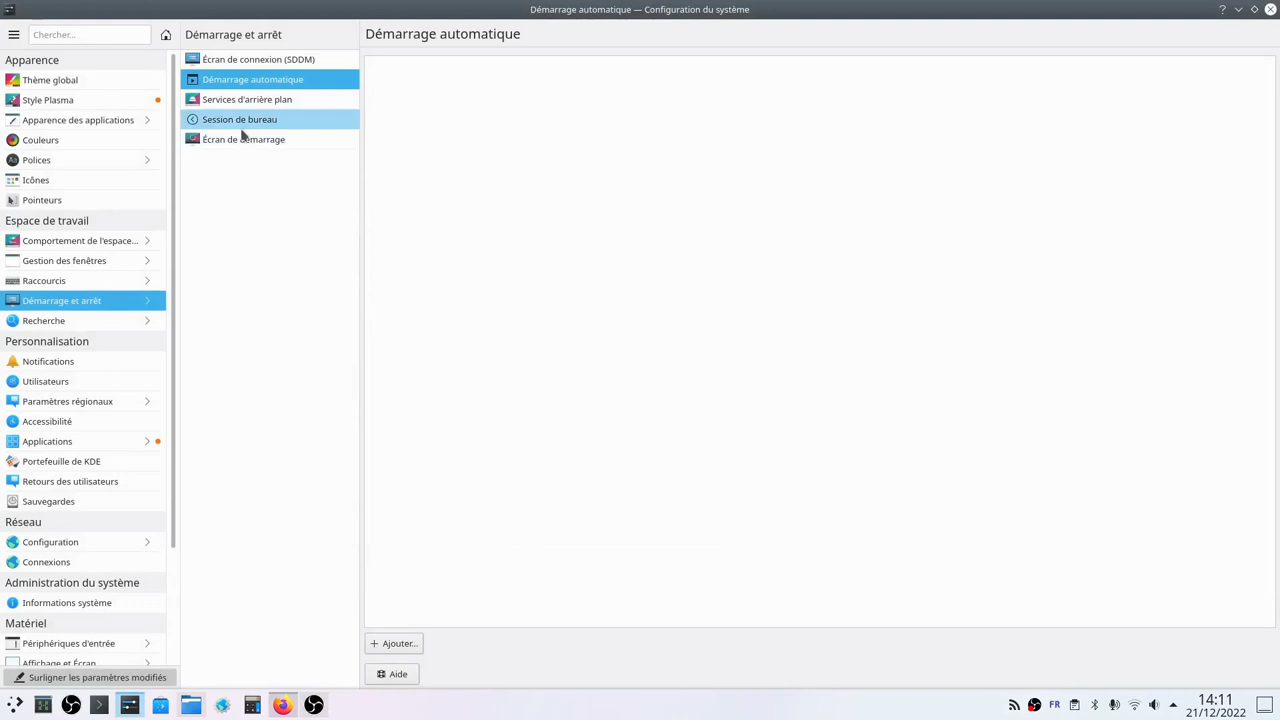 Démarrage automatique — Configuration du système
Chercher...
Démarrage et arrêt
Démarrage automatique
Apparence
Thème global
Style Plasma
Apparence des applications
Couleurs
Polices
Icônes
Pointeurs
Espace de travail
Comportement de l'espace...
Gestion des fenêtres
Raccourcis
Démarrage et arrêt
Recherche
Personnalisation
Notifications
Utilisateurs
Paramètres régionaux
Accessibilité
Applications
Portefeuille de KDE
Retours des utilisateurs
Sauvegardes
Réseau
Configuration
Connexions
Administration du système
Informations système
Matériel
Périphériques d'entrée
Affichage et Écran
Surligner les paramètres modifiés
Écran de connexion (SDDM)
Démarrage automatique
Services d'arrière plan
Session de bureau
Écran de démarrage
Ajouter...
Aide
FR
14:11
21/12/2022